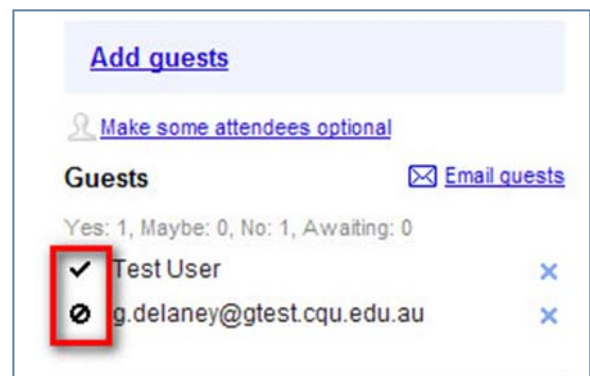 Add guests
Make some attendees optional
Guests Email guests
Yes: 1, Maybe: 0, No: 1, Awaiting: 0
Test User
g.delaney@gtest.cqu.edu.au